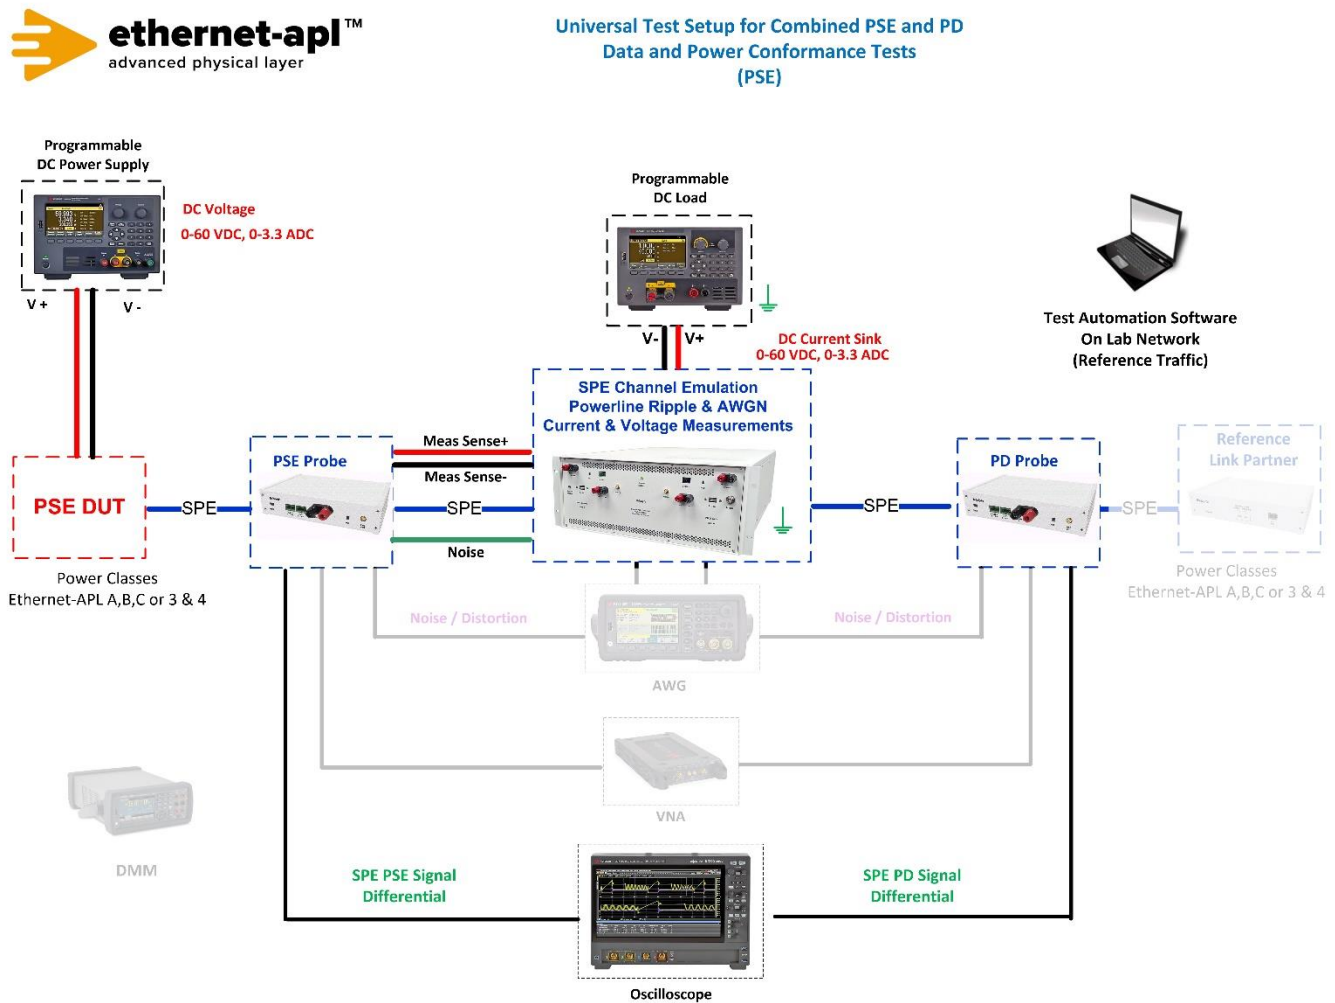 ethernet-apl™
advanced physical layer
Universal Test Setup for Combined PSE and PD
Data and Power Conformance Tests
(PSE)
Programmable
DC Power Supply
DC Voltage
0-60 VDC, 0-3.3 ADC
V +
V -
Programmable
DC Load
V-
V+
DC Current Sink
0-60 VDC, 0-3.3 ADC
Test Automation Software
On Lab Network
(Reference Traffic)
SPE Channel Emulation
Powerline Ripple & AWGN
Current & Voltage Measurements
PSE DUT
SPE
PSE Probe
Meas Sense+
Meas Sense-
SPE
Noise
SPE
PD Probe
SPE
Reference
Link Partner
Power Classes
Ethernet-APL A,B,C or 3 & 4
Power Classes
Ethernet-APL A,B,C or 3 & 4
Noise / Distortion
Noise / Distortion
AWG
VNA
DMM
SPE PSE Signal
Differential
SPE PD Signal
Differential
Oscilloscope